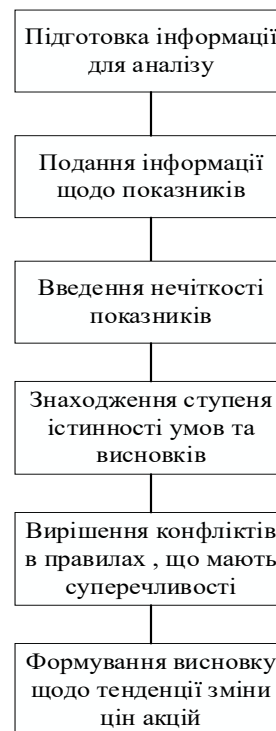 Підготовка інформації
для аналізу
Подання інформації
щодо показників
Введення нечіткості
показників
Знаходження ступеня
істинності умов та
висновків
Вирішення конфліктів
в правилах , що мають
суперечливості
Формування висновку
щодо тенденції зміни
цін акцій